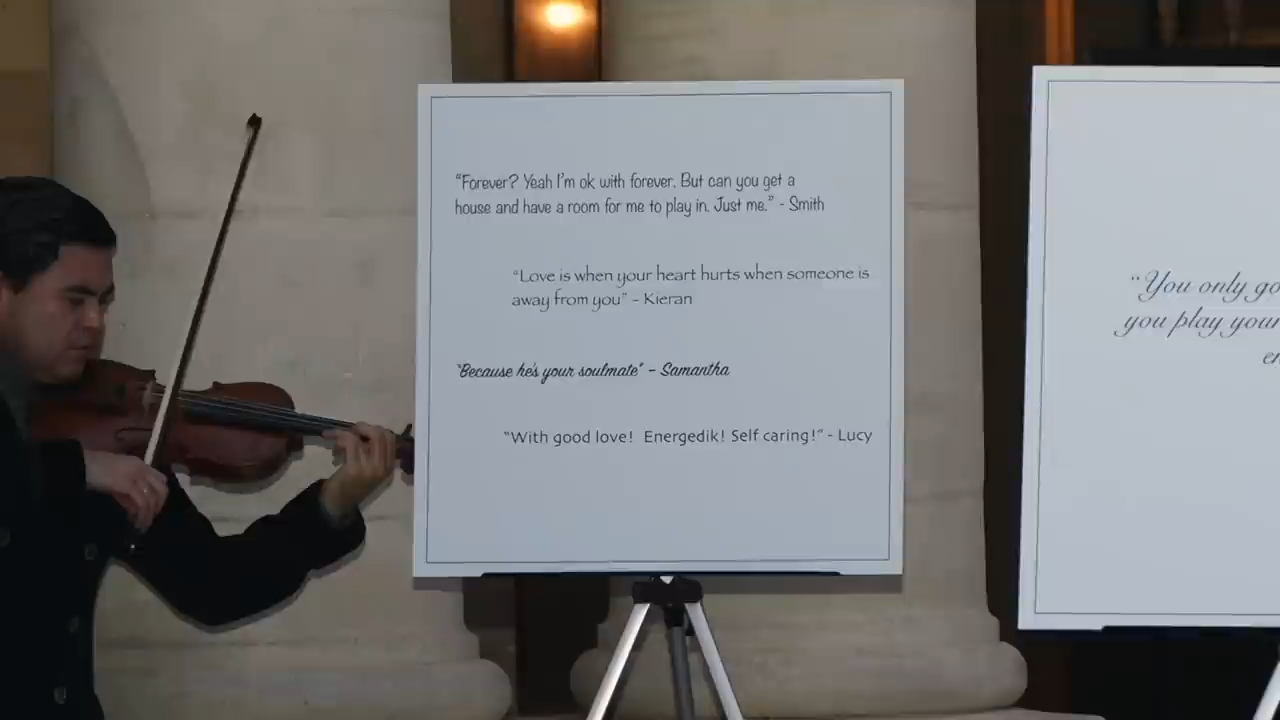 “Forever? Yeah I'm ok with forever. But can you get a
house and have a room for me to play in. Just me.” - Smith
“Love is when your heart hurts when someone is
away from you” - Kieran
“Because he's your soulmate” - Samantha
“With good love! Energedik! Self caring!” - Lucy
“You only go
you play your